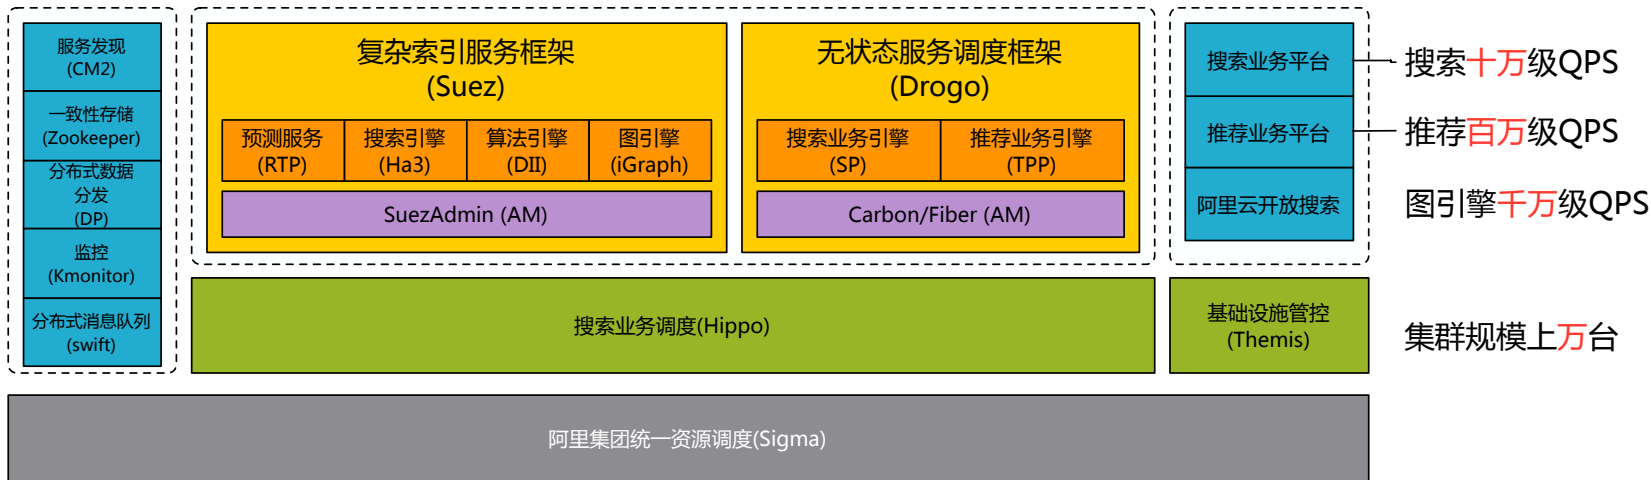 服务发现
(CM2)
一致性存储
(Zookeeper)
分布式数据
分发
(DP)
监控
(Kmonitor)
分布式消息队列
(swift)
复杂索引服务框架
(Suez)
预测服务
(RTP)
搜索引擎
(Ha3)
算法引擎
(DII)
图引擎
(iGraph)
SuezAdmin (AM)
无状态服务调度框架
(Drogo)
搜索业务引擎
(SP)
推荐业务引擎
(TPP)
Carbon/Fiber (AM)
搜索业务平台
推荐业务平台
阿里云开放搜索
搜索十万级QPS
推荐百万级QPS
图引擎千万级QPS
搜索业务调度(Hippo)
基础设施管控
(Themis)
集群规模上万台
阿里集团统一资源调度(Sigma)